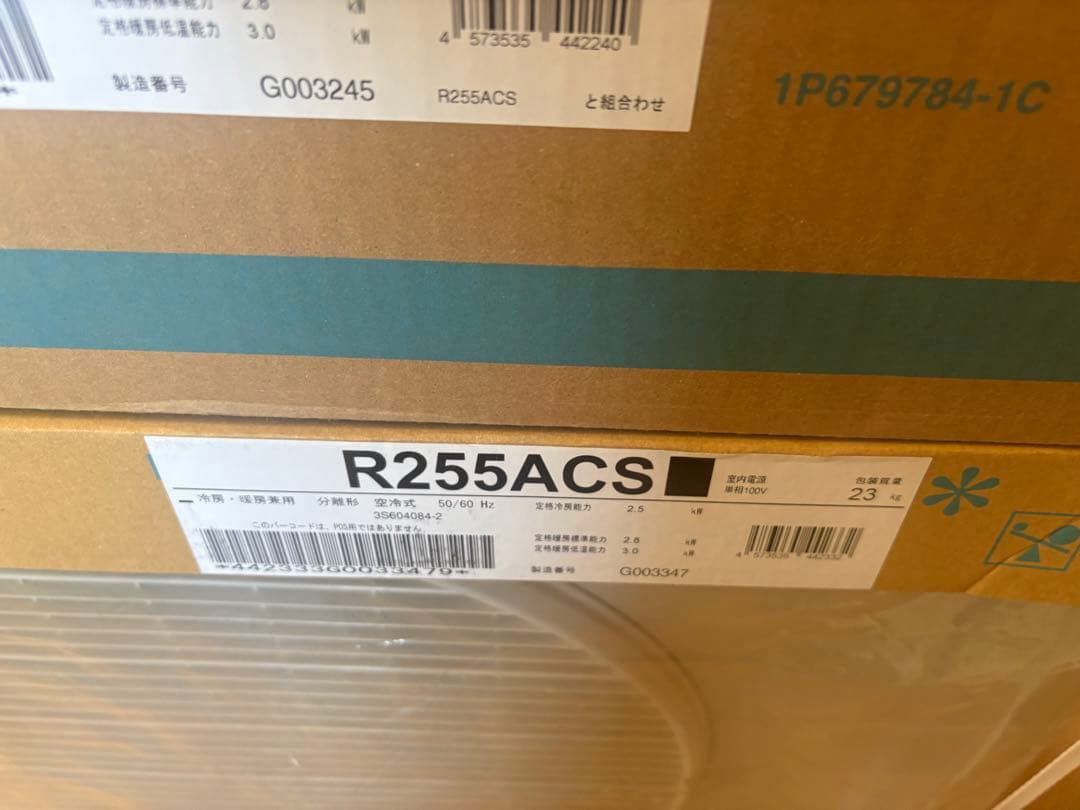 定格暖房標準能力 2.8 kW
定格暖房低温能力 3.0 kW
4 573535 442240
製造番号 G003245 R255ACS と組合わせ
1P679784-1C
R255ACS■
室内電源
単相100V
包装質量
23 kg
冷房・暖房兼用 分離形 空冷式 50/60 Hz
3S604084-2
このバーコードは、POS用ではありません。
*44233360033479*
定格冷房能力 2.5 kW
定格暖房標準能力 2.8 kW
定格暖房低温能力 3.0 kW
製造番号 G003347
4 573535 442332